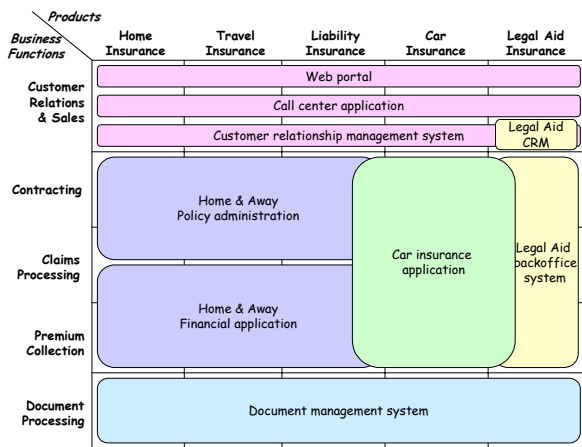 Products
Business
Functions
Home
Insurance
Travel
Insurance
Liability
Insurance
Car
Insurance
Legal Aid
Insurance
Customer
Relations
& Sales
Web portal
Call center application
Customer relationship management system
Legal Aid
CRM
Contracting
Home & Away
Policy administration
Claims
Processing
Car insurance
application
Legal Aid
backoffice
system
Home & Away
Financial application
Premium
Collection
Document
Processing
Document management system